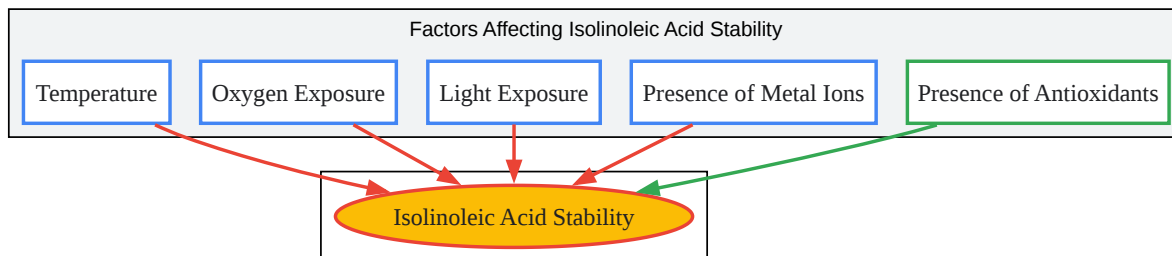 Factors Affecting Isolinoleic Acid Stability
Temperature
Oxygen Exposure
Light Exposure
Presence of Metal Ions
Presence of Antioxidants
Isolinoleic Acid Stability